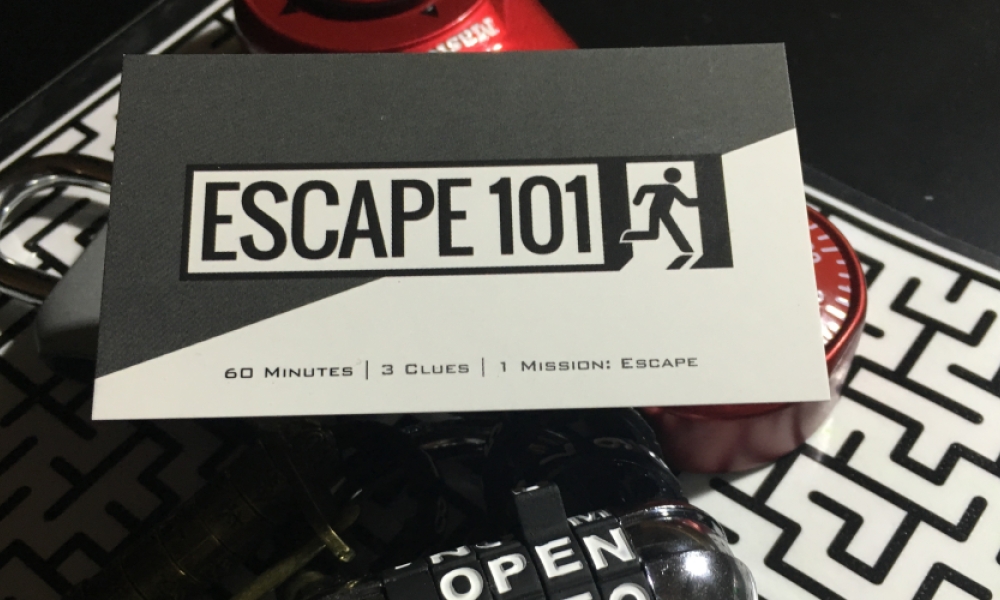 ESCAPE 101
60 Minutes | 3 Clues | 1 Mission: Escape
OPEN